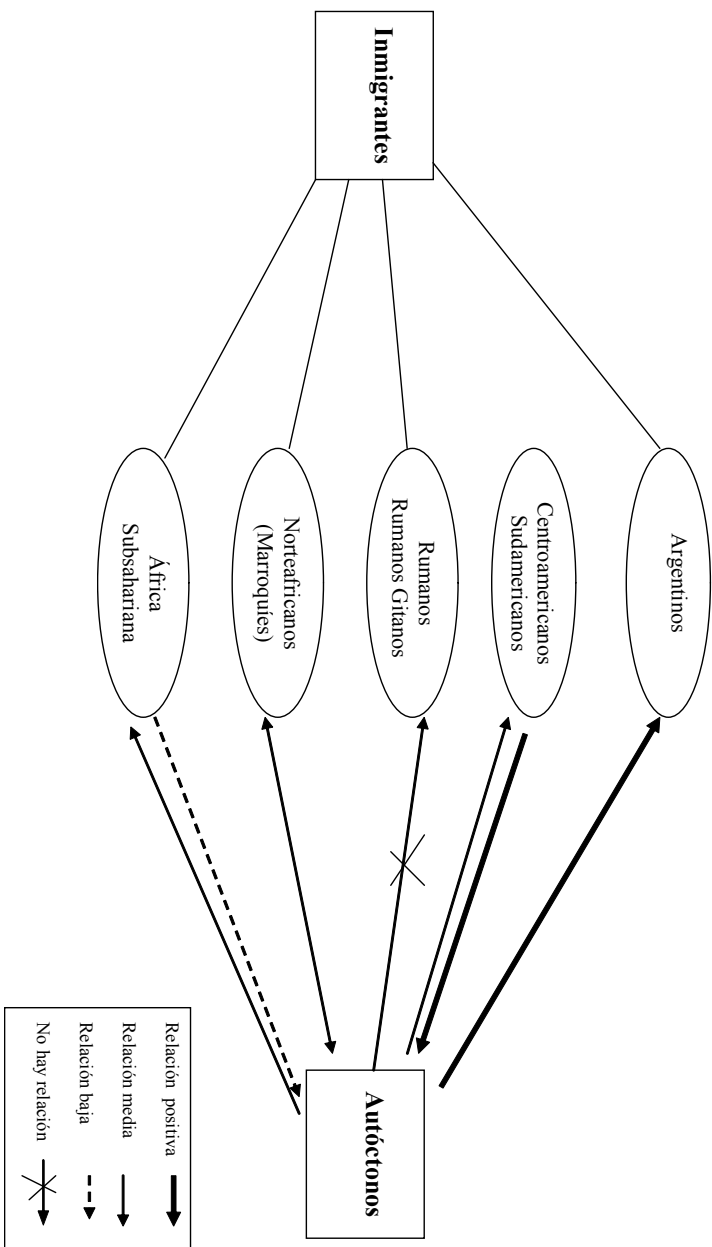 Inmigrantes
Argentinos
Centroamericanos
Sudamericanos
Rumanos
Rumanos Gitanos
Norteafricanos
(Marroquíes)
África
Subsahariana
Autóctonos
Relación positiva
Relación media
Relación baja
No hay relación